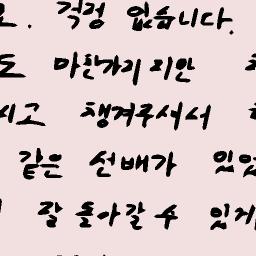 요. 걱정 없습니다.
도 마찬가지지만
시고 챙겨주셔서
같은 선배가 있었
잘 돌아갈 수 있게